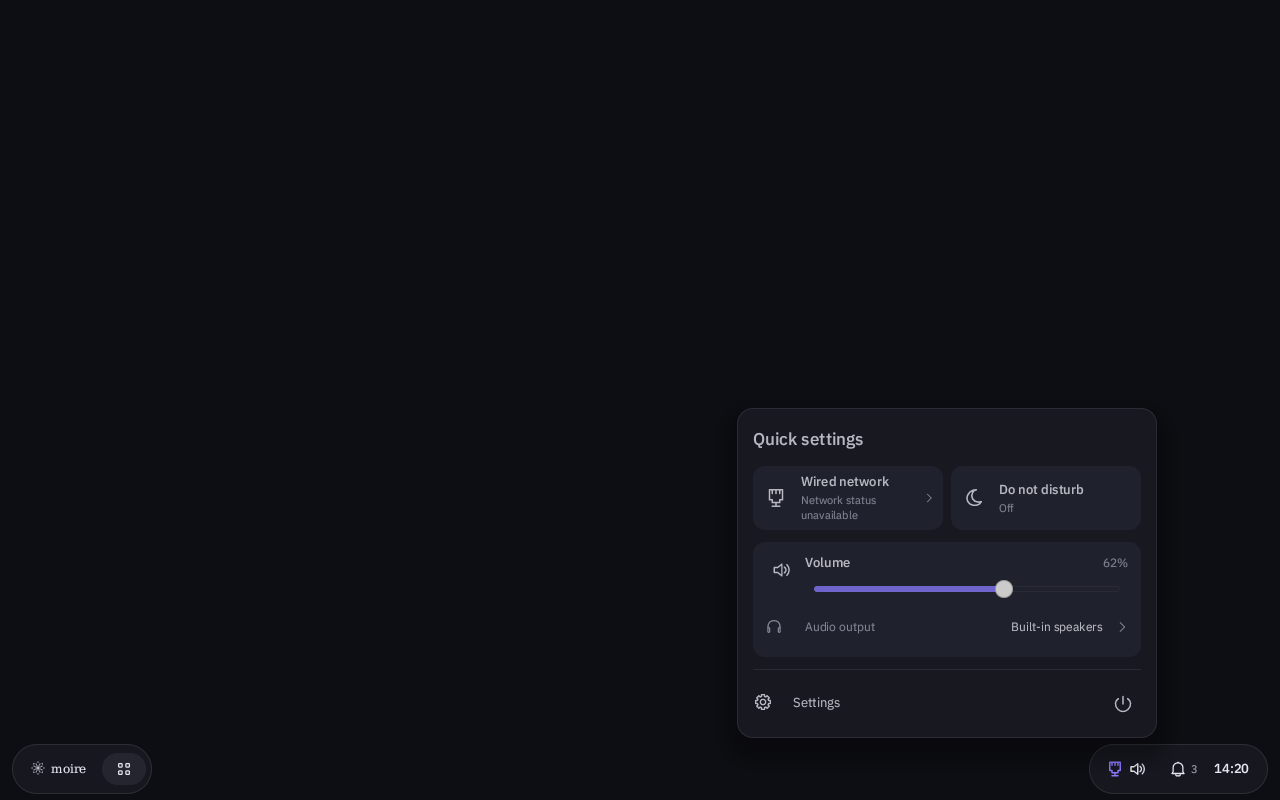 Quick settings
Wired network
Network status
unavailable
Do not disturb
Off
Volume
62%
Audio output
Built-in speakers
Settings
moire
3
14:20